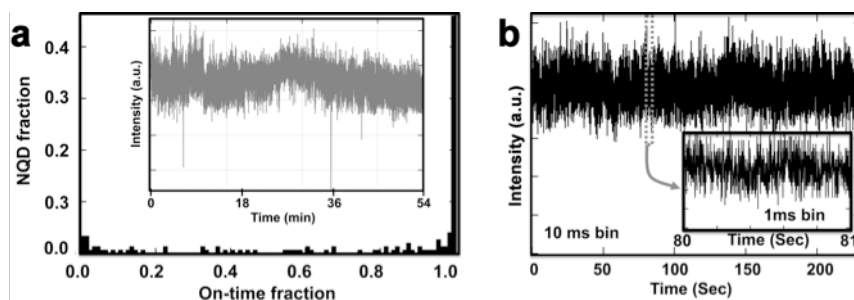 a
NQD fraction
0.4
0.3
0.4
0.3
0.0
0.0 0.2 0.4 0.6 0.8 1.0
On-time fraction
Intensity (a.u.)
0 18 36 54
Time (min)
b
Intensity (a.u.)
10 ms bin
0 50 100 150 200
Time (Sec)
1ms bin
80 81
Time (Sec)